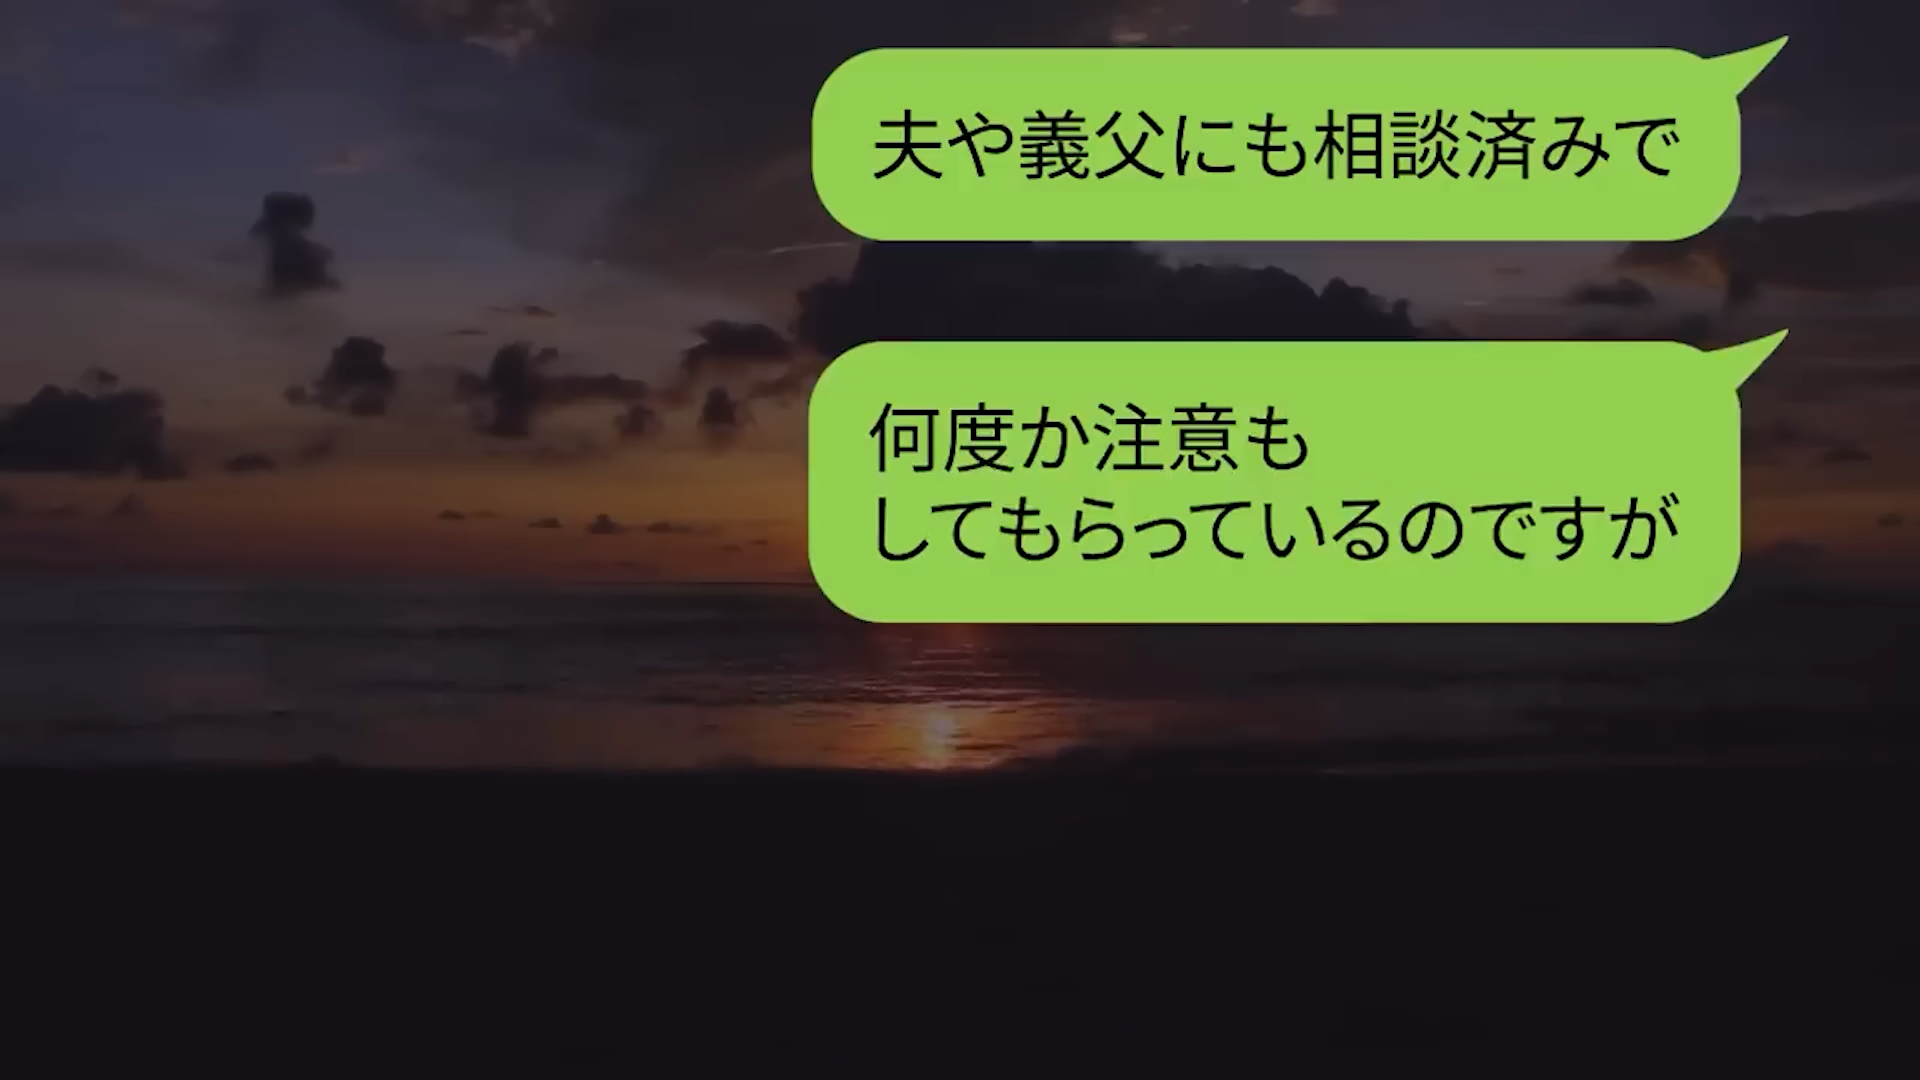 夫や義父にも相談済みで
何度か注意も
してもらっているのですが